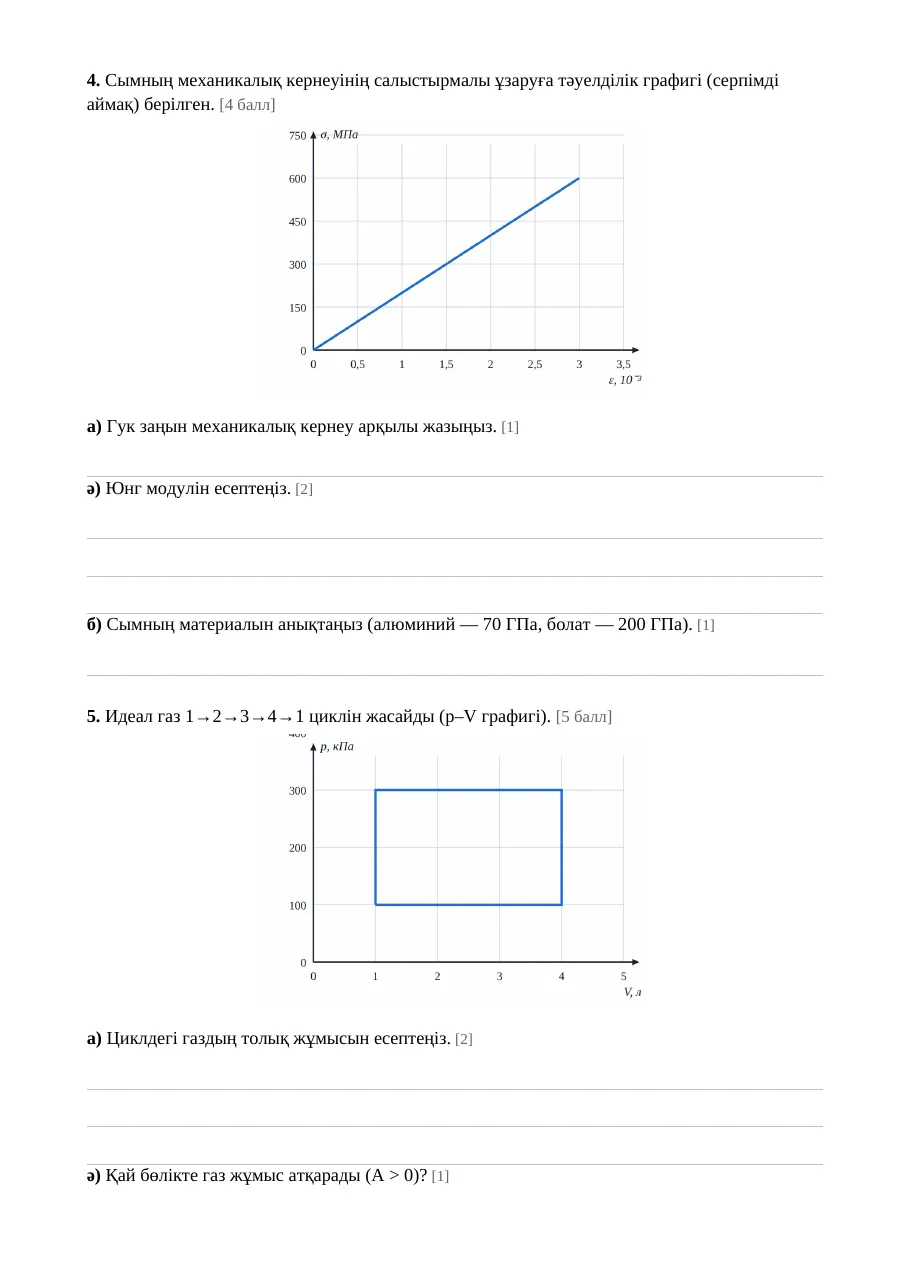 4. Сымның механикалық кернеуінің салыстырмалы ұзаруға тәуелділік графигі (серпімді
аймақ) берілген. [4 балл]
750 σ, МПа
600
450
300
150
0
0 0,5 1 1,5 2 2,5 3 3,5
ε, 10⁻³
а) Гук заңын механикалық кернеу арқылы жазыңыз. [1]
ә) Юнг модулін есептеңіз. [2]
б) Сымның материалын анықтаңыз (алюминий — 70 ГПа, болат — 200 ГПа). [1]
5. Идеал газ 1→2→3→4→1 циклін жасайды (p–V графигі). [5 балл]
400
p, кПа
300
200
100
0
0 1 2 3 4 5
V, л
а) Циклдегі газдың толық жұмысын есептеңіз. [2]
ә) Қай бөлікте газ жұмыс атқарады (A > 0)? [1]